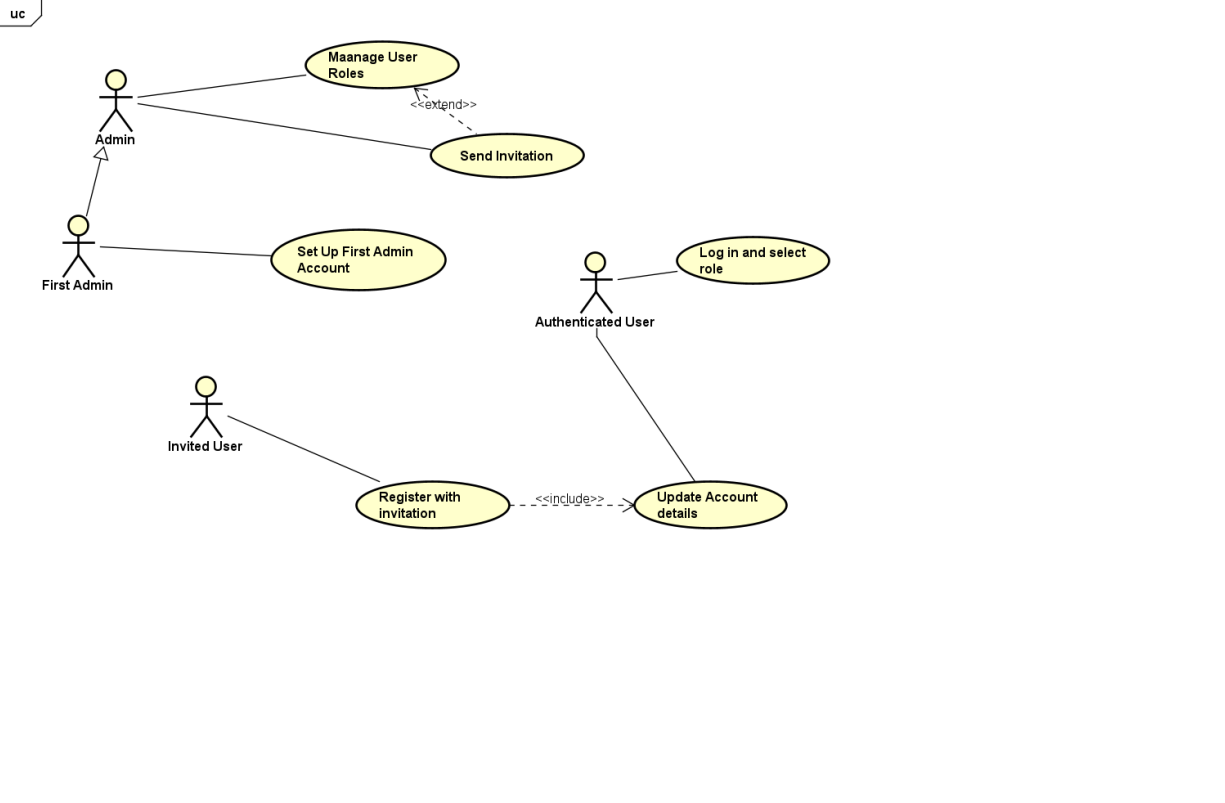 uc
Maanage User
Roles
<<extend>>
Admin
Send Invitation
First Admin
Set Up First Admin
Account
Log in and select
role
Authenticated User
Invited User
Register with
invitation
<<include>>
Update Account
details